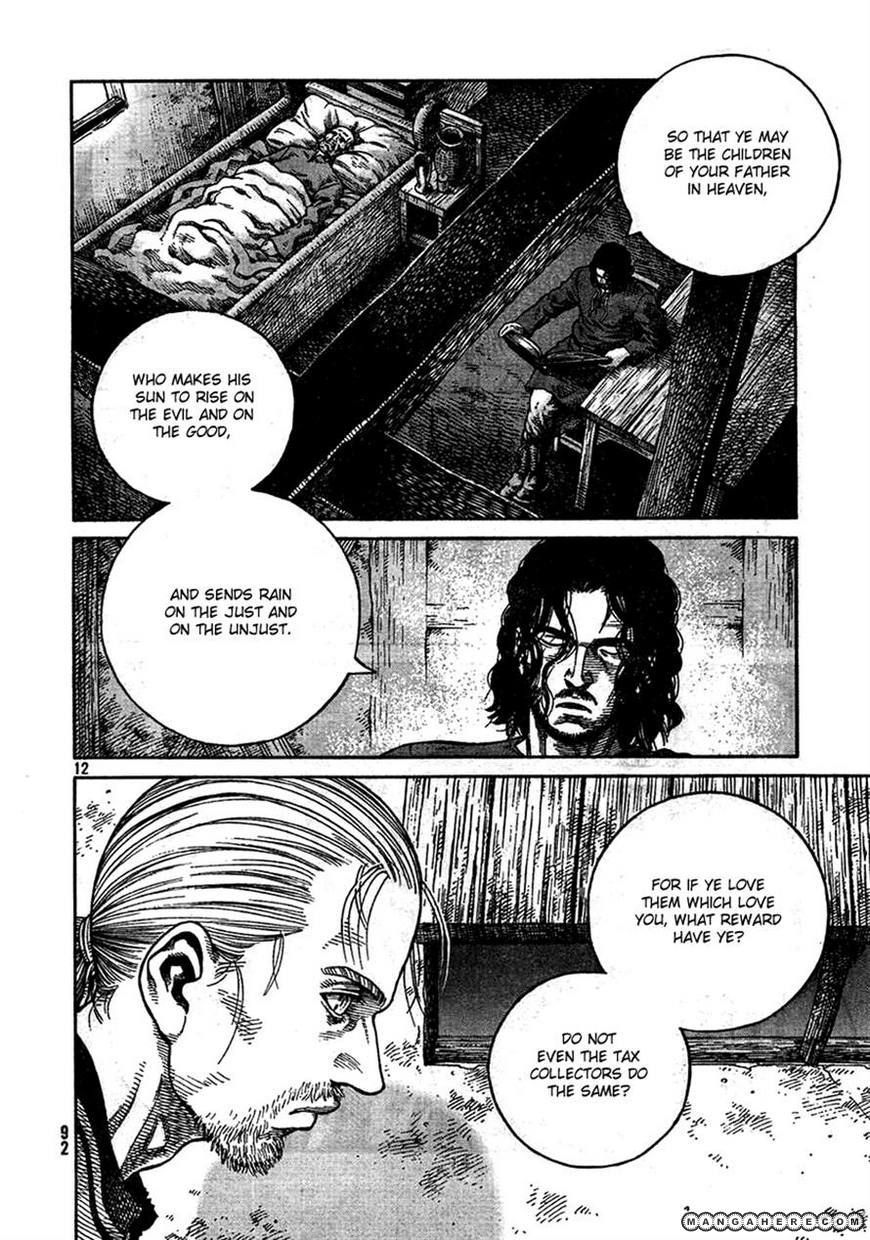 SO THAT YE MAY
BE THE CHILDREN
OF YOUR FATHER
IN HEAVEN,
WHO MAKES HIS
SUN TO RISE ON
THE EVIL AND ON
THE GOOD,
AND SENDS RAIN
ON THE JUST AND
ON THE UNJUST.
12
FOR IF YE LOVE
THEM WHICH LOVE
YOU, WHAT REWARD
HAVE YE?
DO NOT
EVEN THE TAX
COLLECTORS DO
THE SAME?
92
MANGAHERE.COM